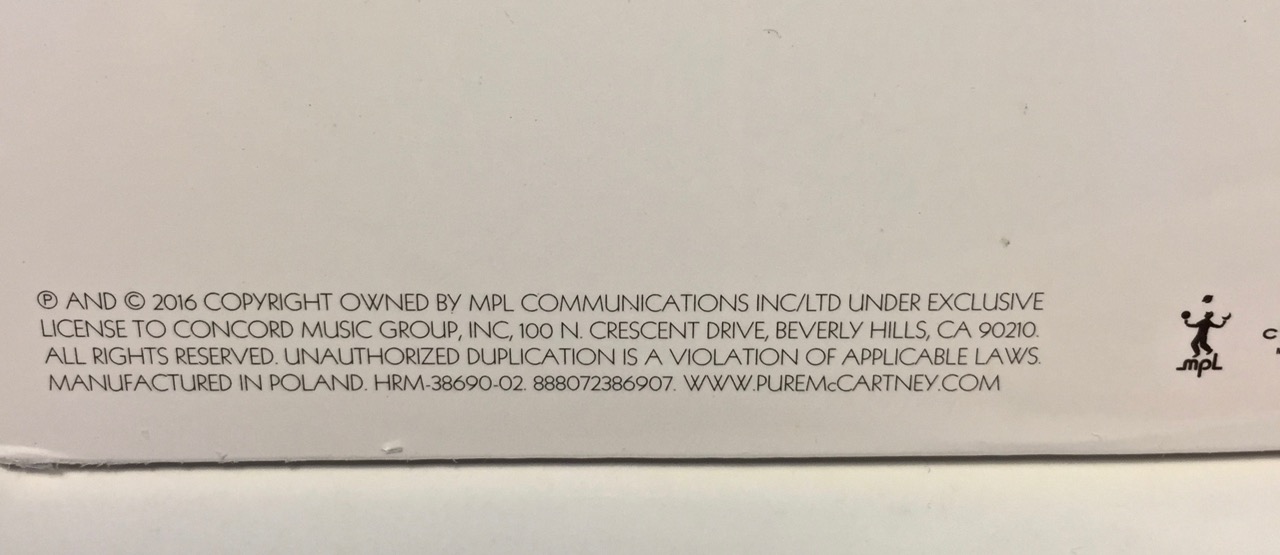 Ⓟ AND © 2016 COPYRIGHT OWNED BY MPL COMMUNICATIONS INC/LTD UNDER EXCLUSIVE
LICENSE TO CONCORD MUSIC GROUP, INC, 100 N. CRESCENT DRIVE, BEVERLY HILLS, CA 90210.
ALL RIGHTS RESERVED. UNAUTHORIZED DUPLICATION IS A VIOLATION OF APPLICABLE LAWS.
MANUFACTURED IN POLAND. HRM-38690-02. 888072386907. WWW.PUREMcCARTNEY.COM
mpL